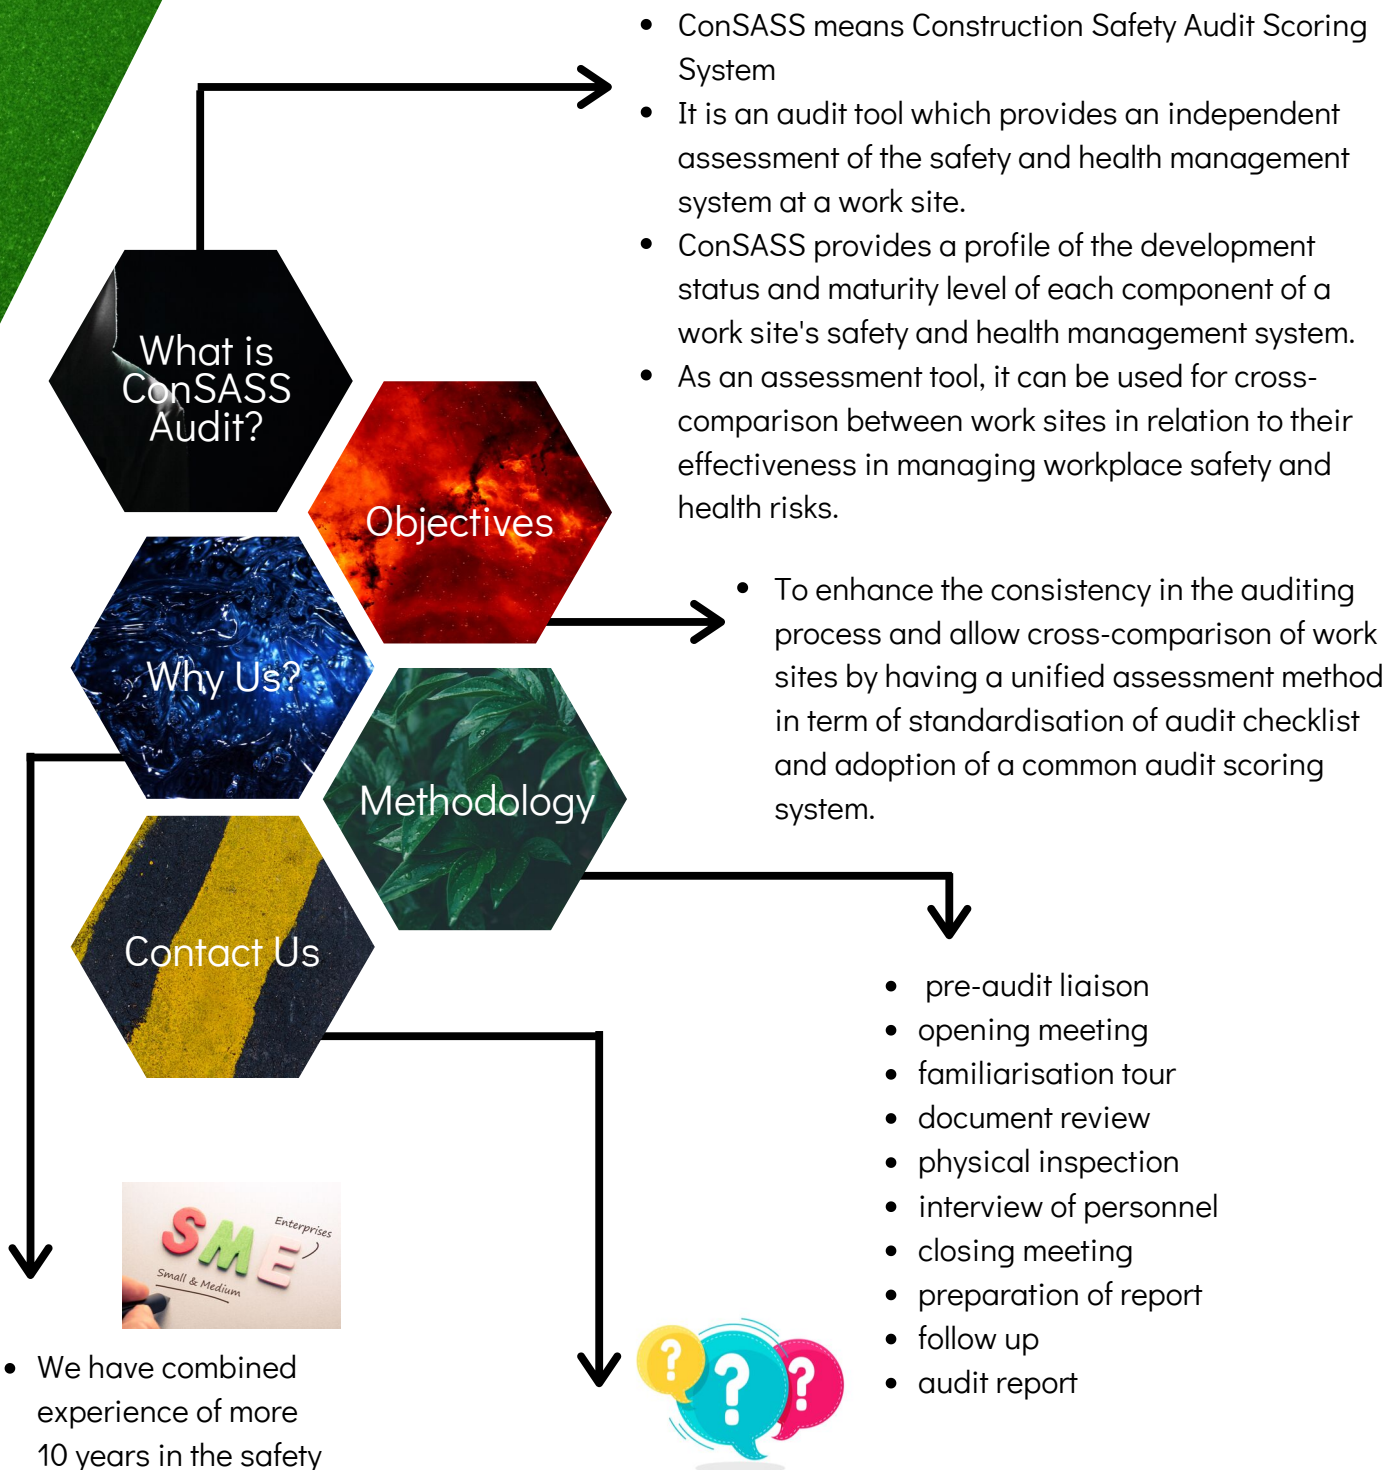 • ConSASS means Construction Safety Audit Scoring
System
• It is an audit tool which provides an independent
assessment of the safety and health management
system at a work site.
• ConSASS provides a profile of the development
status and maturity level of each component of a
work site's safety and health management system.
• As an assessment tool, it can be used for cross-
comparison between work sites in relation to their
effectiveness in managing workplace safety and
health risks.
What is
ConSASS
Audit?
Objectives
• To enhance the consistency in the auditing
process and allow cross-comparison of work
sites by having a unified assessment method
in term of standardisation of audit checklist
and adoption of a common audit scoring
system.
Why Us?
Methodology
Contact Us
• pre-audit liaison
• opening meeting
• familiarisation tour
• document review
• physical inspection
• interview of personnel
• closing meeting
• preparation of report
• follow up
• audit report
SME
Enterprises
Small & Medium
• We have combined
experience of more
10 years in the safety
? ? ?